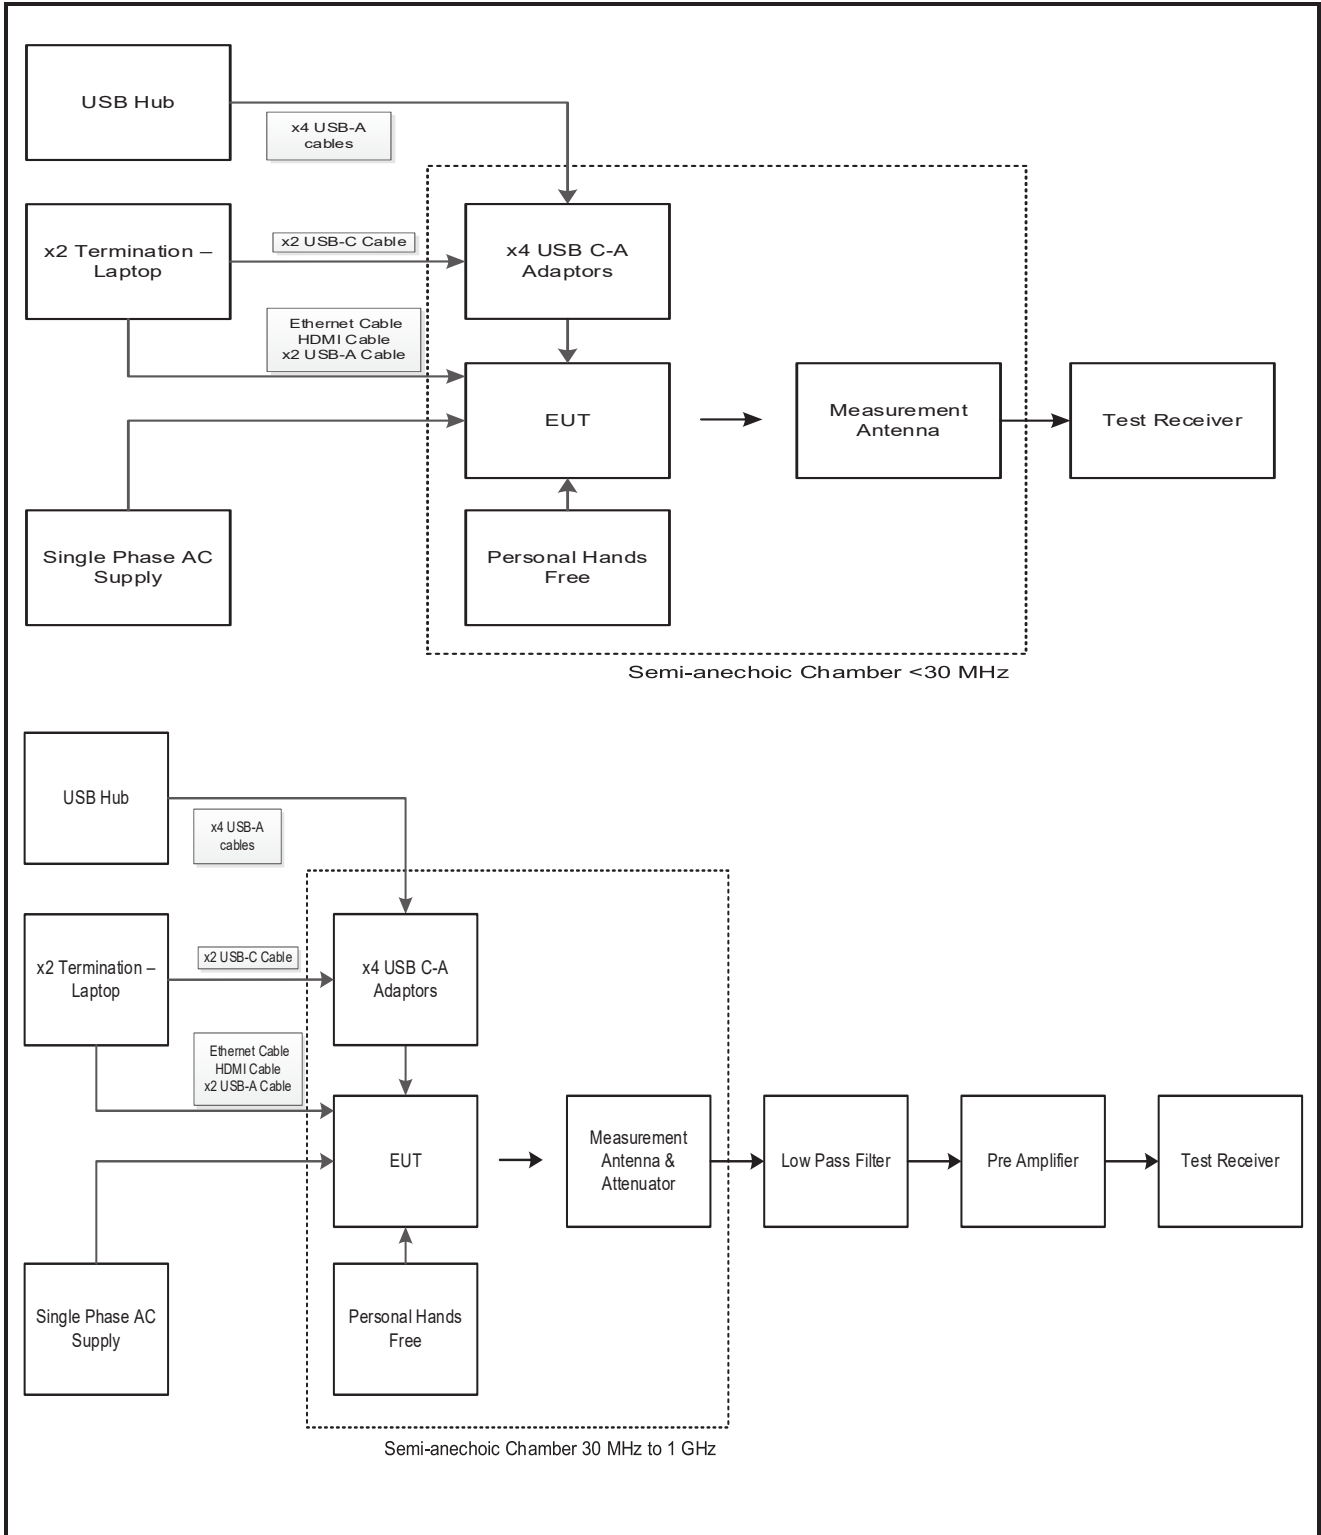 USB Hub
x4 USB-A
cables
x2 Termination –
Laptop
x2 USB-C Cable
x4 USB C-A
Adaptors
Ethernet Cable
HDMI Cable
x2 USB-A Cable
EUT
Measurement
Antenna
Test Receiver
Single Phase AC
Supply
Personal Hands
Free
Semi-anechoic Chamber <30 MHz
USB Hub
x4 USB-A
cables
x2 Termination –
Laptop
x2 USB-C Cable
x4 USB C-A
Adaptors
Ethernet Cable
HDMI Cable
x2 USB-A Cable
EUT
Measurement
Antenna &
Attenuator
Low Pass Filter
Pre Amplifier
Test Receiver
Single Phase AC
Supply
Personal Hands
Free
Semi-anechoic Chamber 30 MHz to 1 GHz